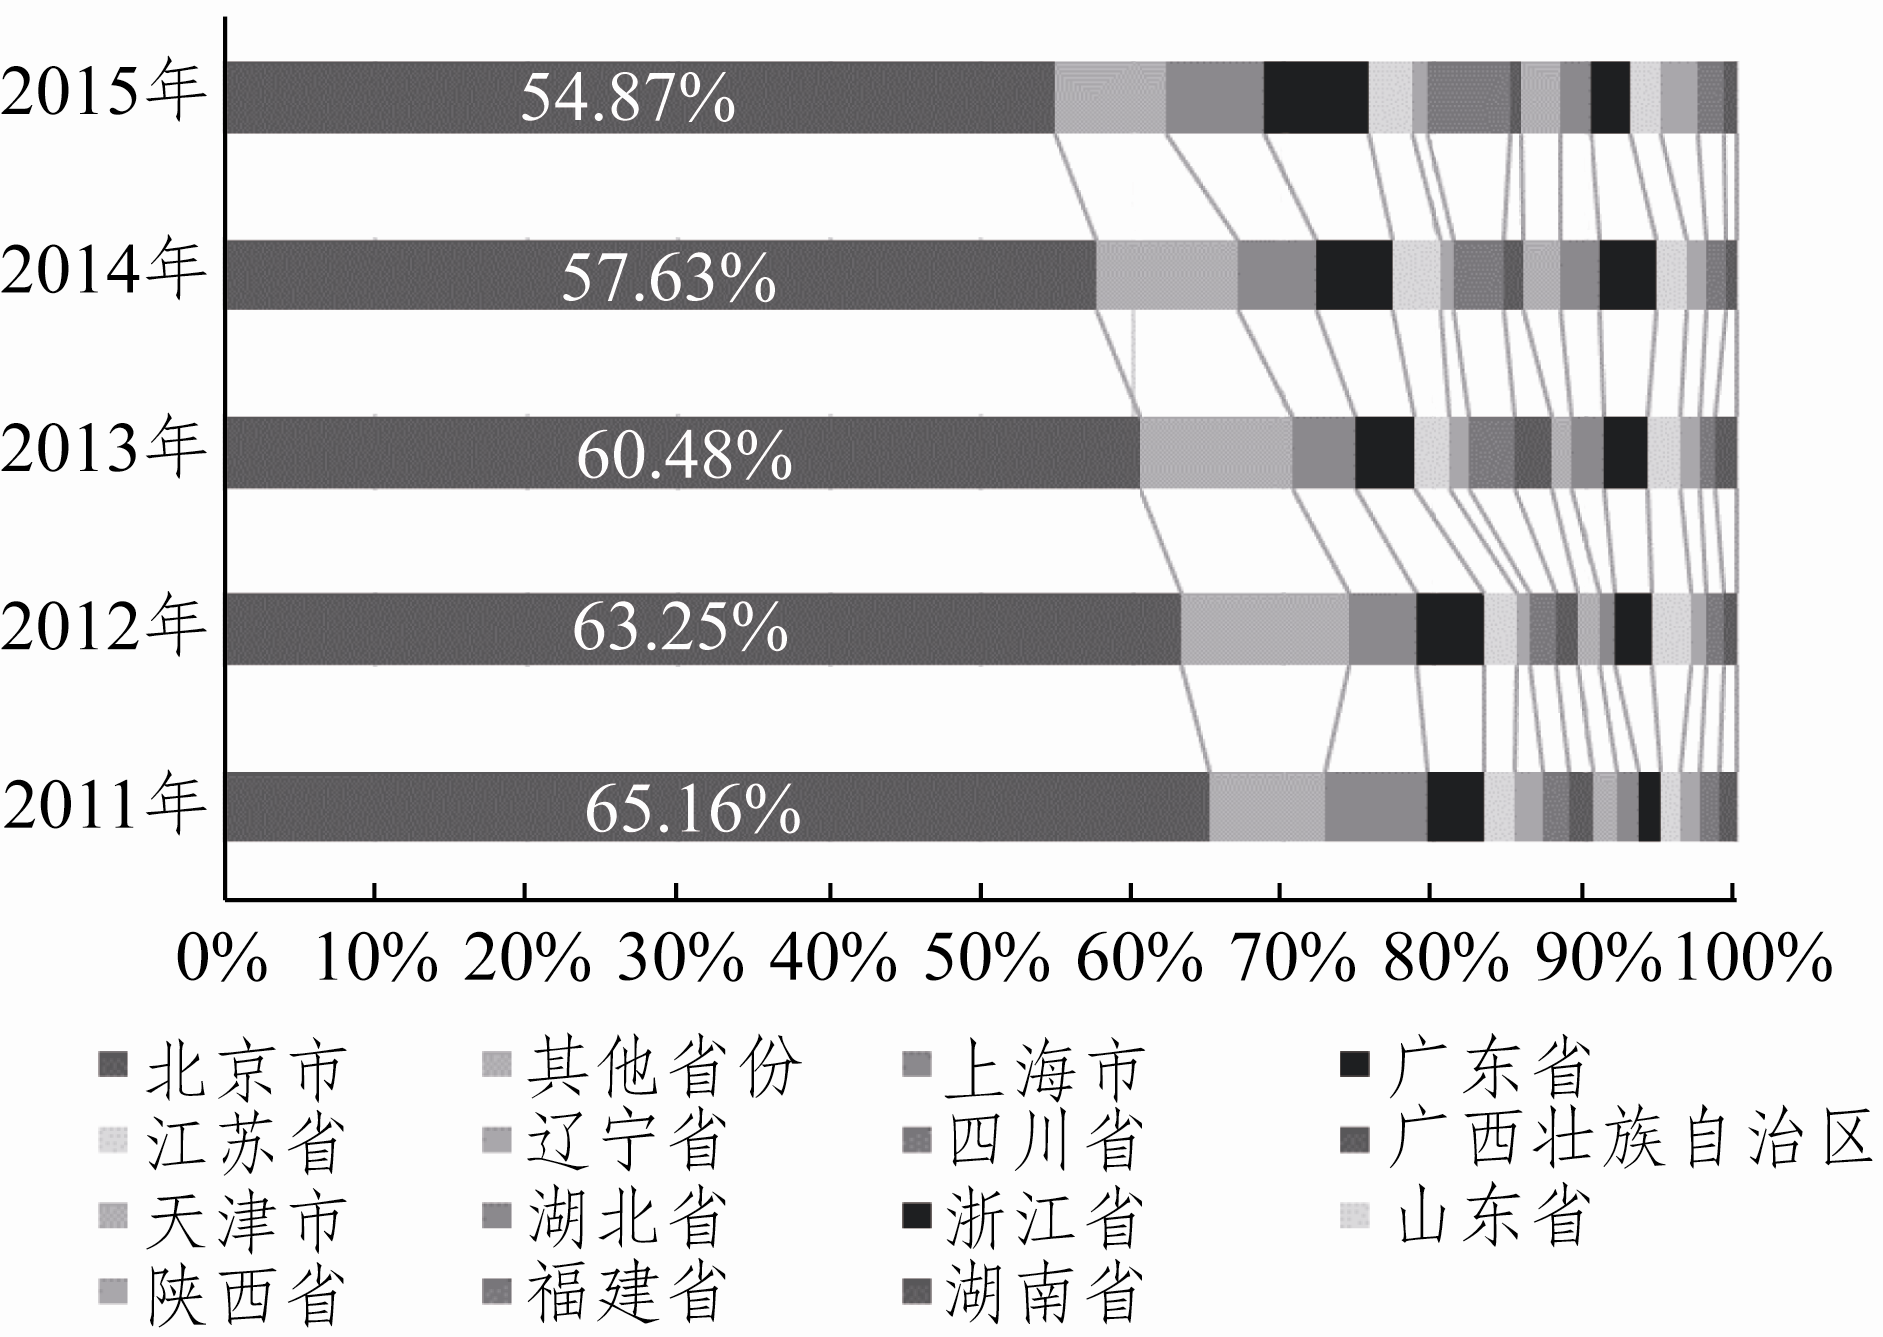 2015年 54.87%
2014年 57.63%
2013年 60.48%
2012年 63.25%
2011年 65.16%
0% 10% 20% 30% 40% 50% 60% 70% 80% 90% 100%
北京市 其他省份 上海市 广东省
江苏省 辽宁省 四川省 广西壮族自治区
天津市 湖北省 浙江省 山东省
陕西省 福建省 湖南省